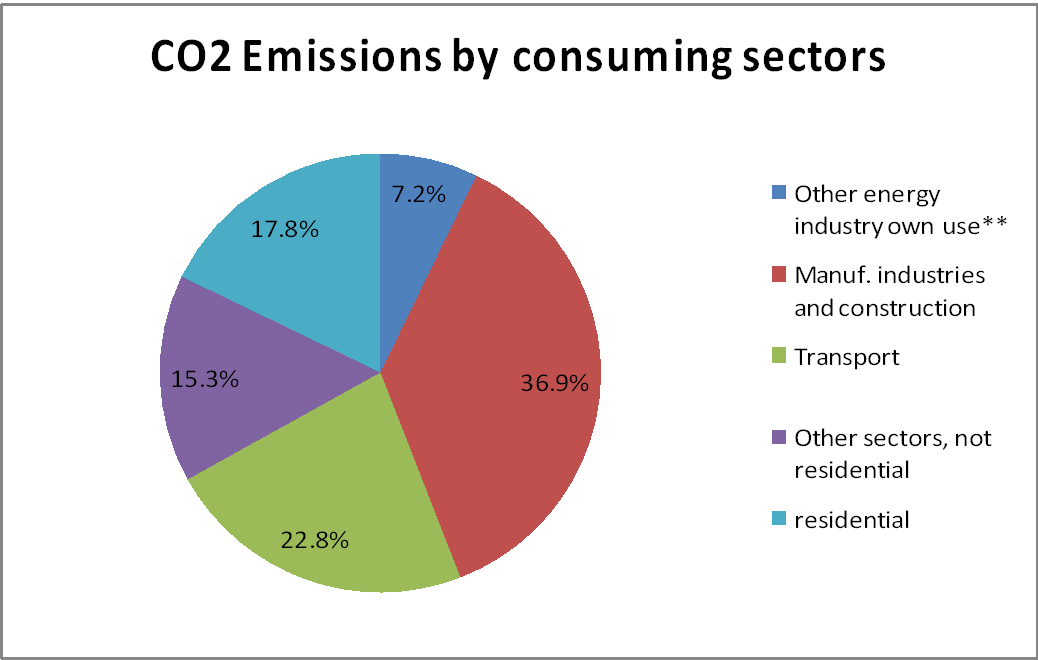 CO2 Emissions by consuming sectors
7.2%
17.8%
15.3%
36.9%
22.8%
Other energy
industry own use**
Manuf. industries
and construction
Transport
Other sectors, not
residential
residential